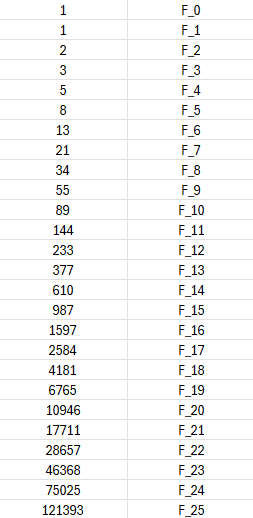 1 F_0
1 F_1
2 F_2
3 F_3
5 F_4
8 F_5
13 F_6
21 F_7
34 F_8
55 F_9
89 F_10
144 F_11
233 F_12
377 F_13
610 F_14
987 F_15
1597 F_16
2584 F_17
4181 F_18
6765 F_19
10946 F_20
17711 F_21
28657 F_22
46368 F_23
75025 F_24
121393 F_25